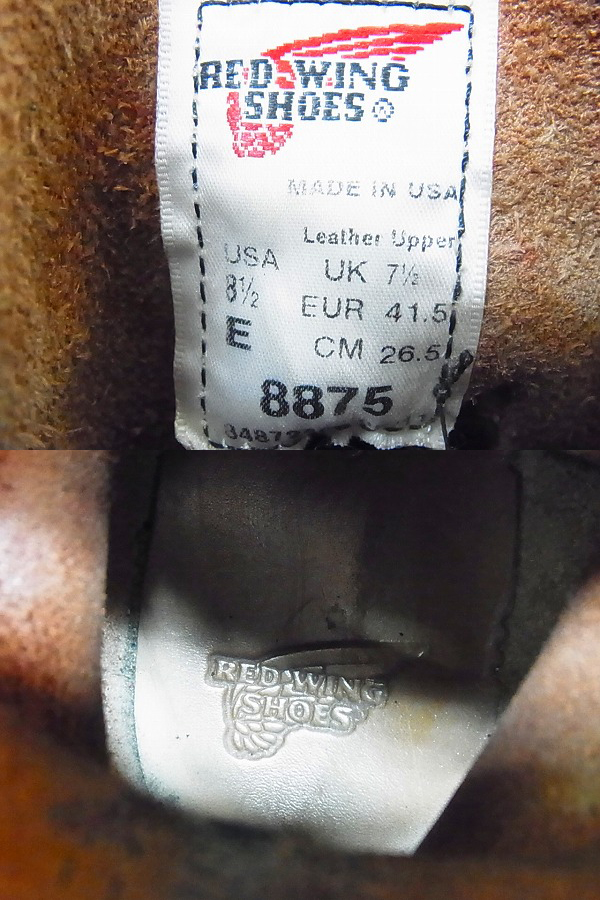 RED WING
SHOES ®
MADE IN USA
Leather Upper
USA
8½
E
UK 7½
EUR 41.5
CM 26.5
8875
RED WING
SHOES